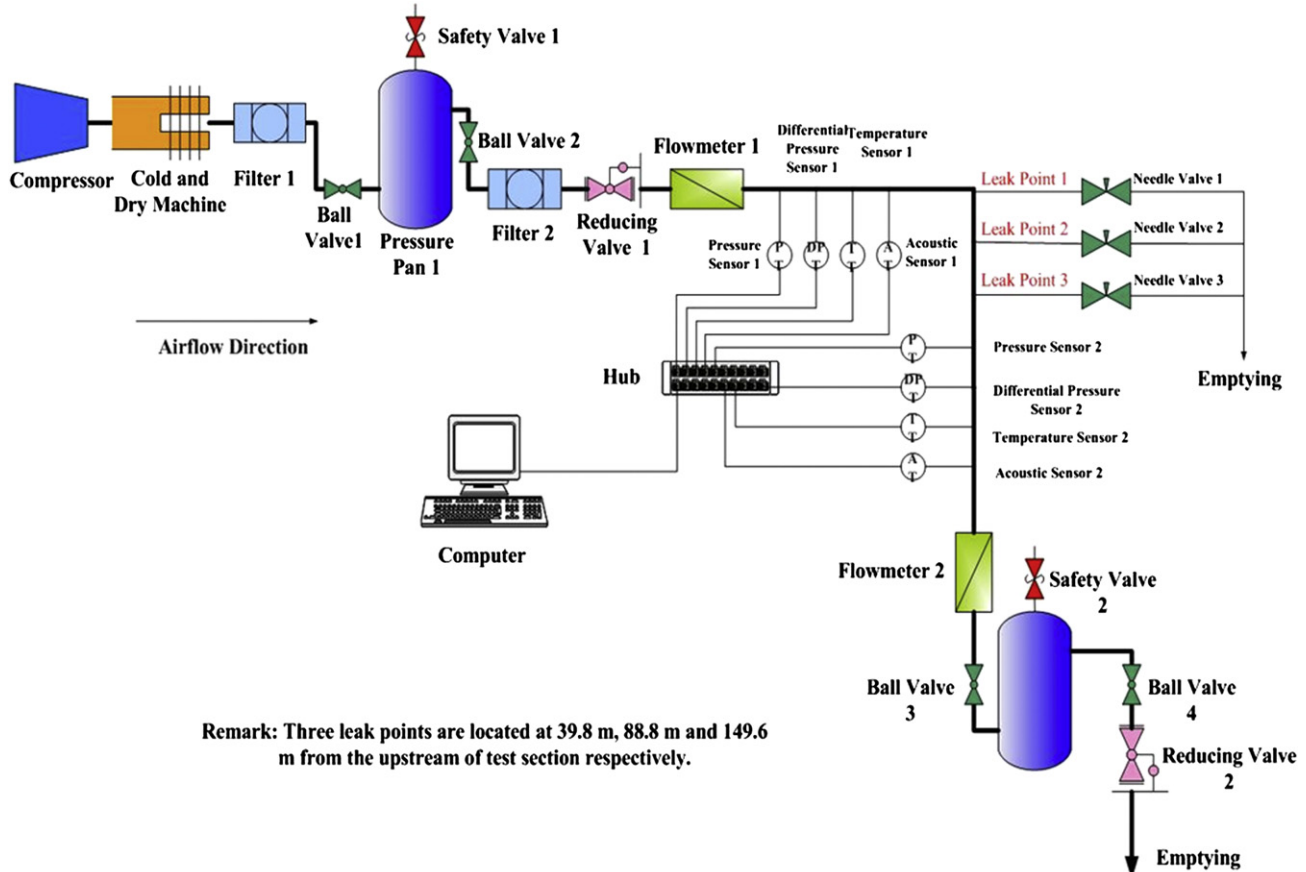 Safety Valve 1
Compressor
Cold and
Dry Machine
Filter 1
Ball
Valve1
Pressure
Pan 1
Ball Valve 2
Filter 2
Reducing
Valve 1
Flowmeter 1
Differential
Pressure
Sensor 1
Temperature
Sensor 1
Pressure
Sensor 1
P
T
DP
T
T
T
A
T
Acoustic
Sensor 1
Leak Point 1
Needle Valve 1
Leak Point 2
Needle Valve 2
Leak Point 3
Needle Valve 3
Emptying
Airflow Direction
Hub
P
T
Pressure Sensor 2
DP
T
Differential Pressure
Sensor 2
T
T
Temperature Sensor 2
A
T
Acoustic Sensor 2
Computer
Flowmeter 2
Safety Valve
2
Ball Valve
3
Ball Valve
4
Reducing Valve
2
Emptying
Remark: Three leak points are located at 39.8 m, 88.8 m and 149.6
m from the upstream of test section respectively.